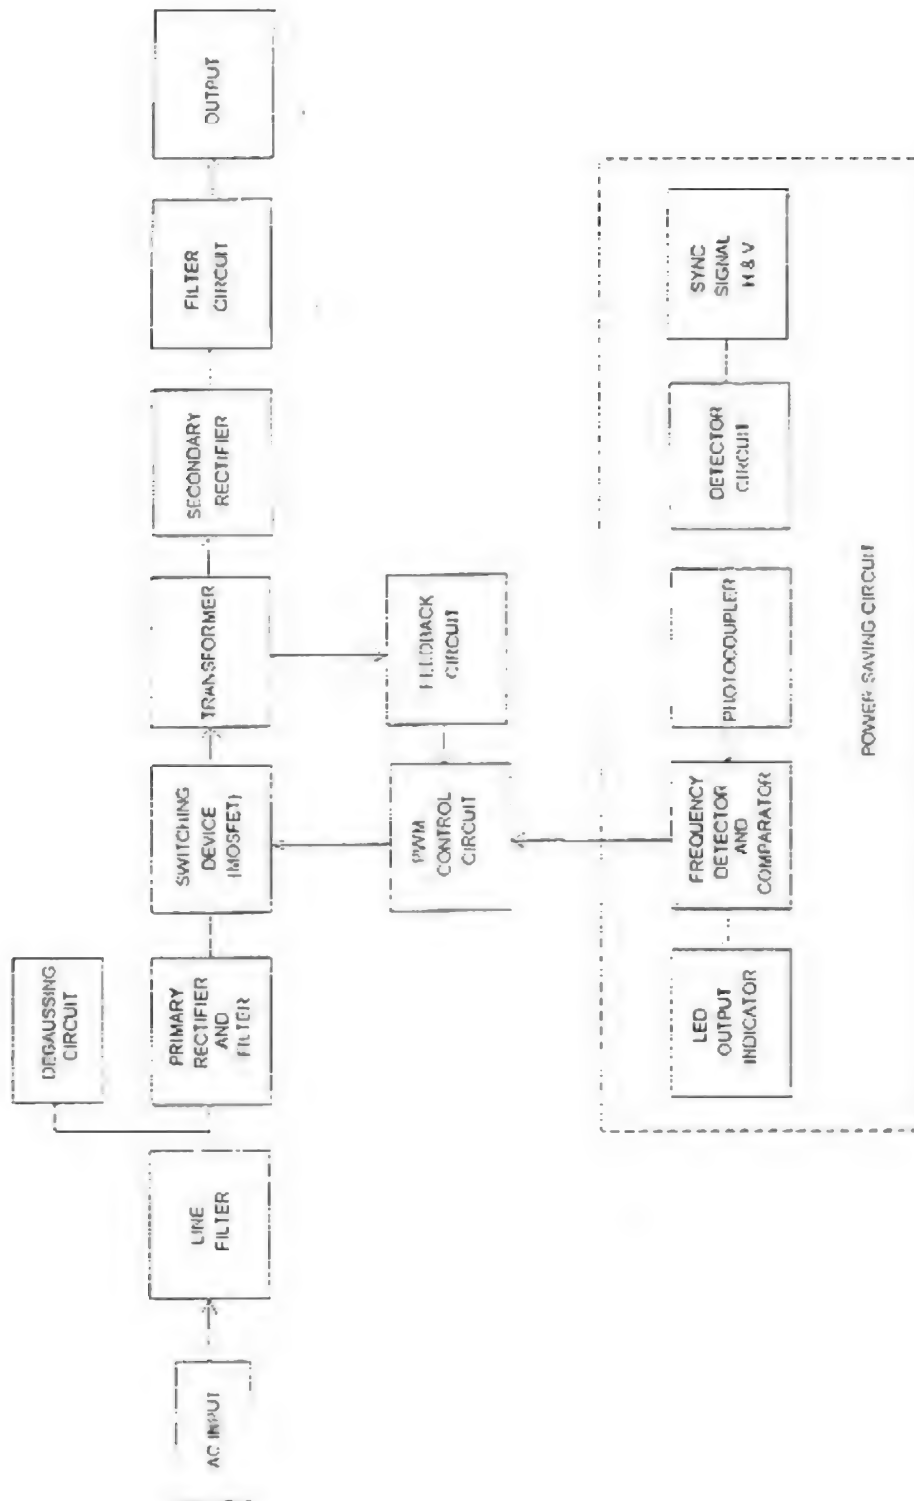 DEGAUSSING
CIRCUIT
AC INPUT
LINE
FILTER
PRIMARY
RECTIFIER
AND
FILTER
SWITCHING
DEVICE
(MOSFET)
TRANSFORMER
SECONDARY
RECTIFIER
FILTER
CIRCUIT
OUTPUT
PWM
CONTROL
CIRCUIT
FEEDBACK
CIRCUIT
LED
OUTPUT
INDICATOR
FREQUENCY
DETECTOR
AND
COMPARATOR
PHOTOCOUPLER
DETECTOR
CIRCUIT
SYNC
SIGNAL
H & V
POWER SAVING CIRCUIT